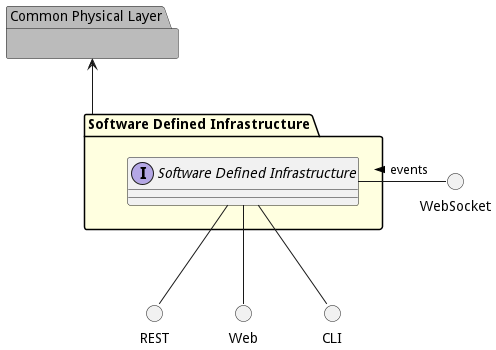 Common Physical Layer
Software Defined Infrastructure
I Software Defined Infrastructure
events
WebSocket
REST
Web
CLI